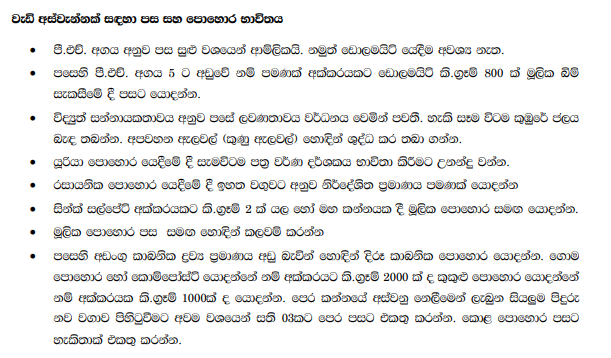 වැඩි අස්වැන්නක් සඳහා පස සහ පොහොර භාවිතය
• පී.එච්. අගය අනුව පස සුළු වශයෙන් ආම්ලිකයි. නමුත් ඩොලමයිට් යෙදීම අවශ්‍ය නැත.
• පසෙහි පී.එච්. අගය 5 ට අඩුවේ නම් පමණක් අක්කරයකට ඩොලමයිට් කි.ග්‍රෑම් 800 ක් මූලික බිම්
සැකසීමේ දී පසට යොදන්න.
• විද්‍යුත් සන්නායකතාවය අනුව පසේ ලවණතාවය වර්ධනය වෙමින් පවතී. හැකි සෑම විටම කුඹුරේ ජලය
බැඳ තබන්න. අපවහන ඇලවල් (කුණු ඇලවල්) හොඳින් ශුද්ධ කර තබා ගන්න.
• යූරියා පොහොර යෙදීමේ දී සැමවිටම පත්‍ර වර්ණ දර්ශකය භාවිතා කිරීමට උනන්දු වන්න.
• රසායනික පොහොර යෙදීමේ දී ඉහත වගුවට අනුව නිර්දේශිත ප්‍රමාණය පමණක් යොදන්න
• සින්ක් සල්ෆේට් අක්කරයකට කි.ග්‍රෑම් 2 ක් යල හෝ මහ කන්නයක දී මූලික පොහොර සමඟ යොදන්න.
• මූලික පොහොර පස සමඟ හොඳින් කලවම් කරන්න
• පසෙහි අඩංගු කාබනික ද්‍රව්‍ය ප්‍රමාණය අඩු බැවින් හොඳින් දිරූ කාබනික පොහොර යොදන්න. ගොම
පොහොර හෝ කොම්පෝස්ට් යොදන්නේ නම් අක්කරයට කි.ග්‍රෑම් 2000 ක් ද කුකුළු පොහොර යොදන්නේ
නම් අක්කරයක කි.ග්‍රෑම් 1000ක් ද යොදන්න. පෙර කන්නයේ අස්වනු නෙලීමෙන් ලැබුන සියලුම පිදුරු
නව වගාව පිහිටුවීමට අවම වශයෙන් සති 03කට පෙර පසට එකතු කරන්න. කොළ පොහොර පසට
හැකිතාක් එකතු කරන්න.